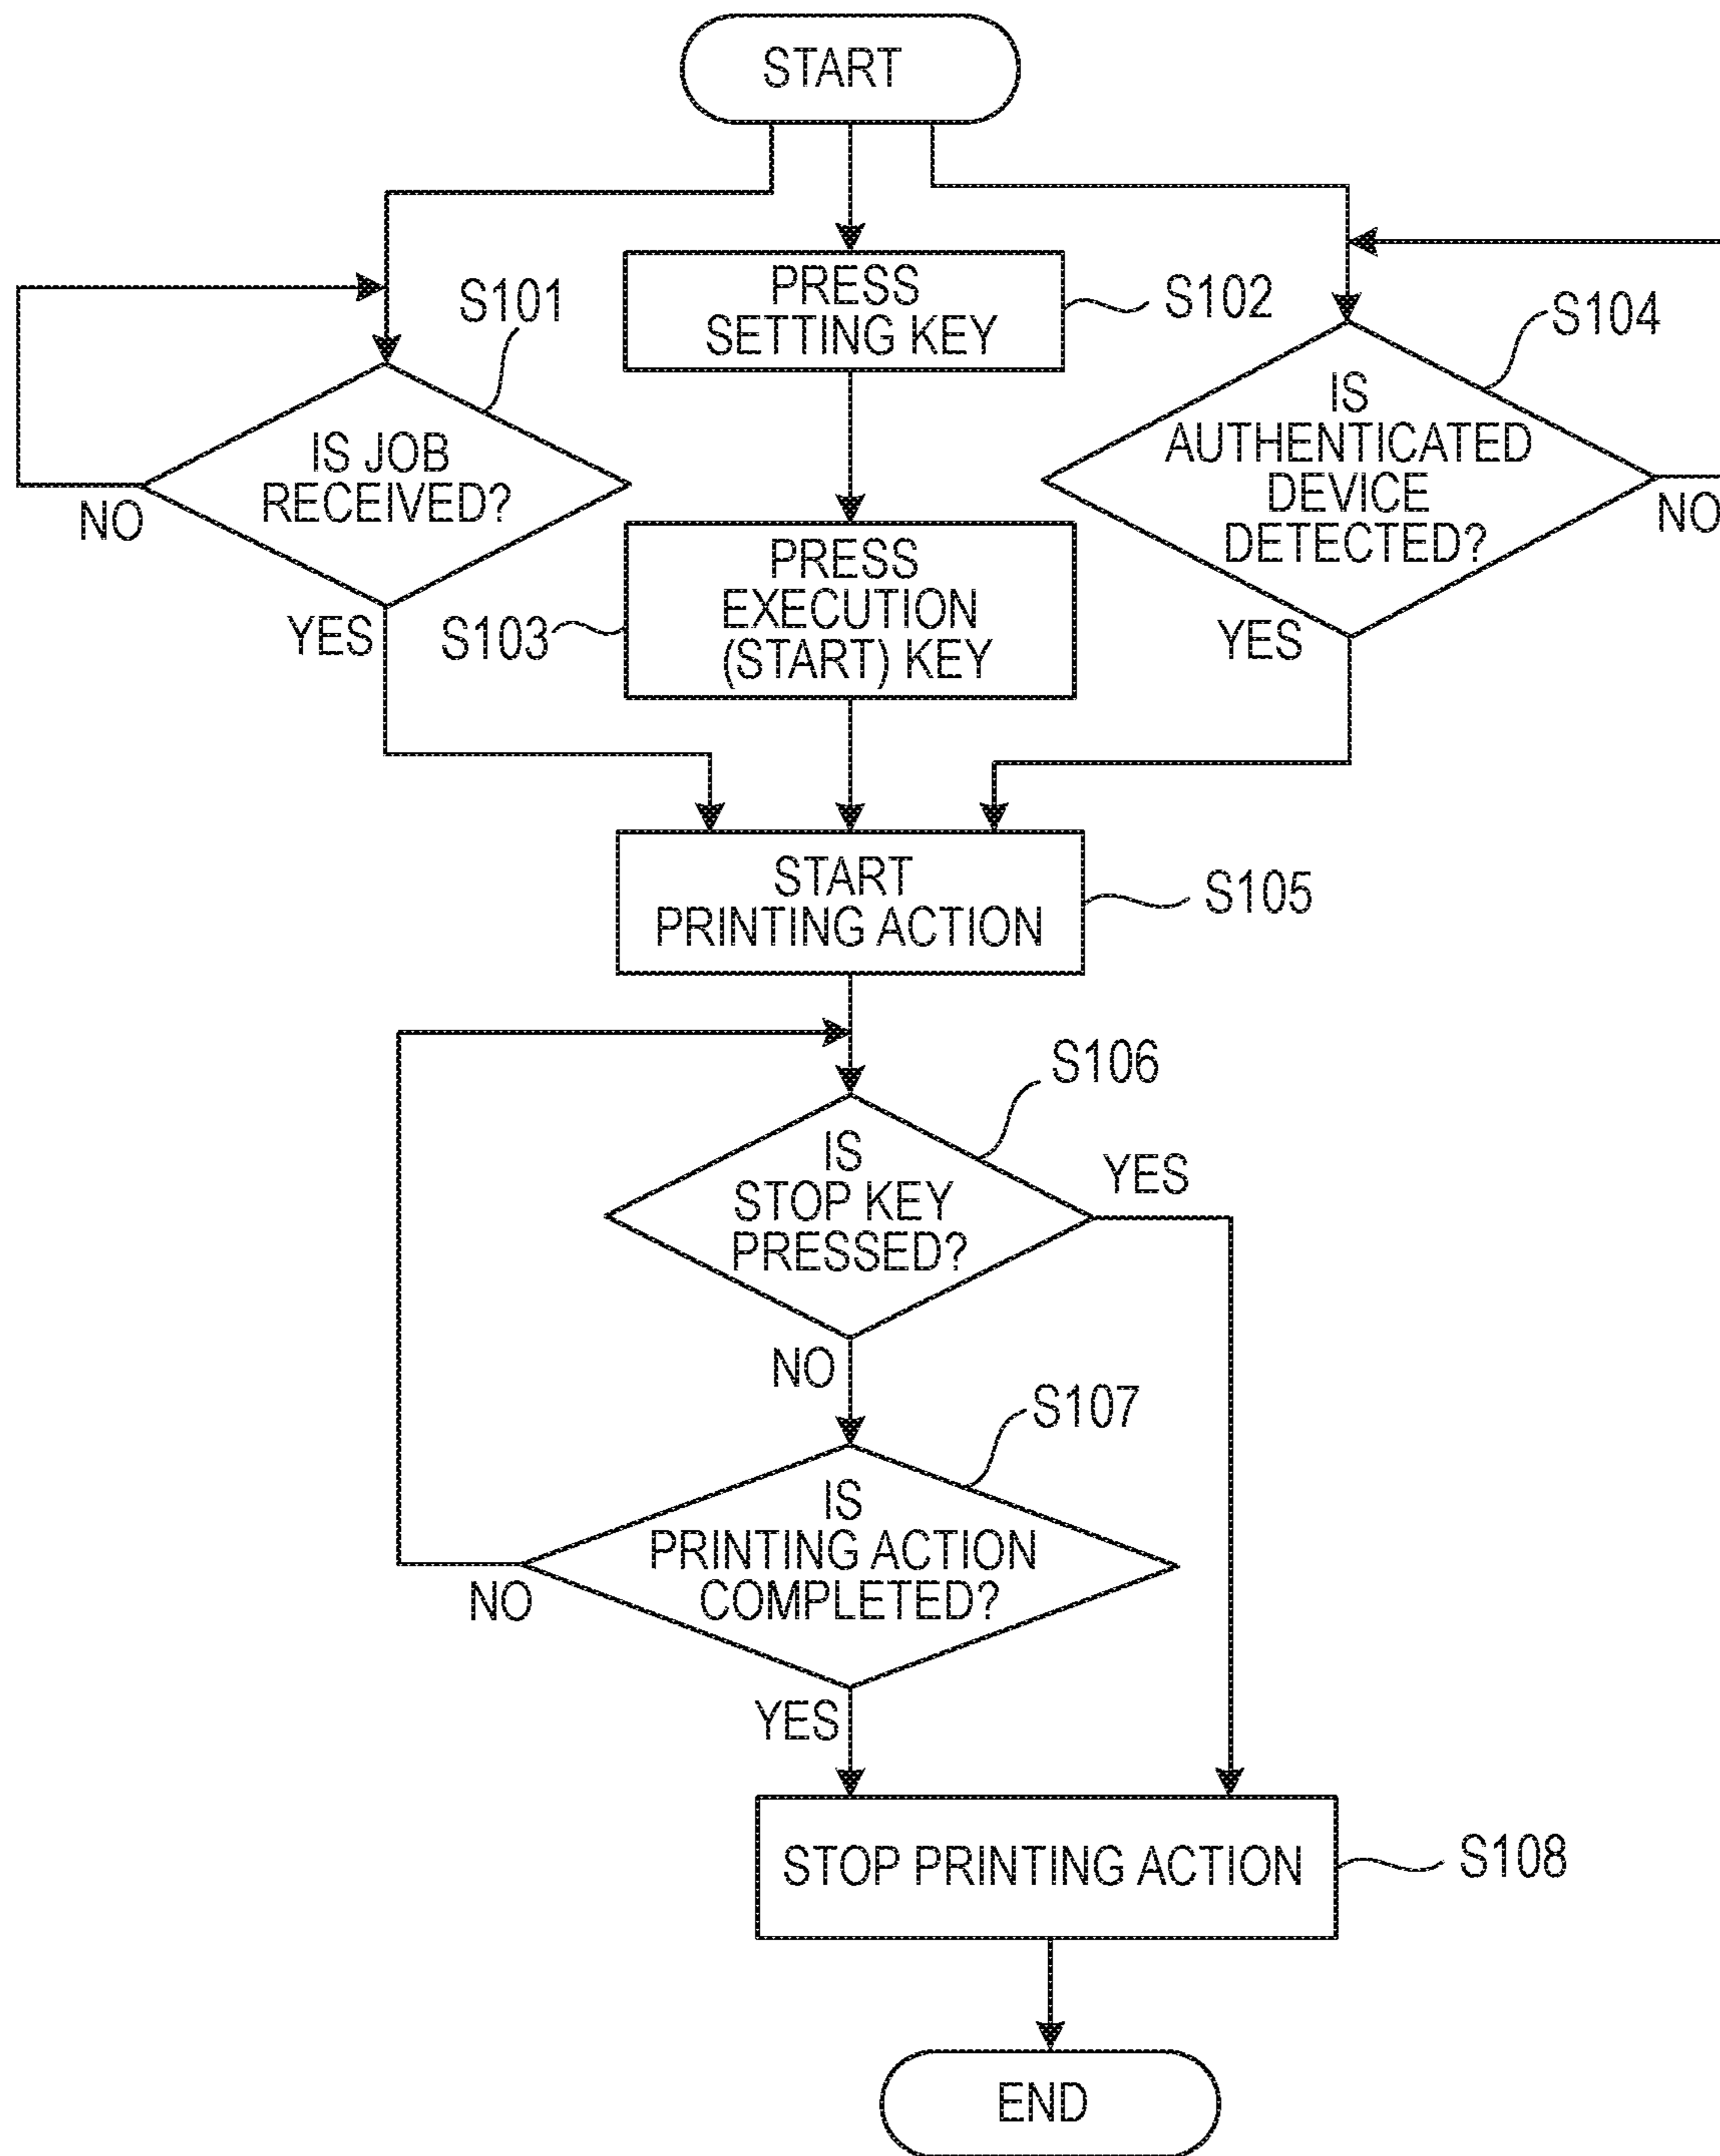 START
S101
PRESS
SETTING KEY
S102
S104
IS JOB
RECEIVED?
NO
YES
IS
AUTHENTICATED
DEVICE
DETECTED?
NO
YES
S103
PRESS
EXECUTION
(START) KEY
START
PRINTING ACTION
S105
S106
IS
STOP KEY
PRESSED?
YES
NO
S107
IS
PRINTING ACTION
COMPLETED?
NO
YES
STOP PRINTING ACTION
S108
END